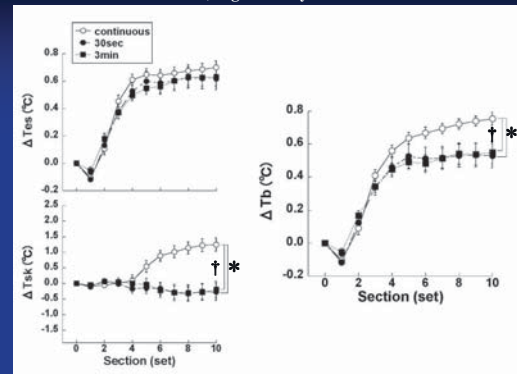 continuous
30sec
3min
Δ Tes (℃)
0.8
0.6
0.4
0.2
0.0
-0.2
Δ Tsk (℃)
2.5
2.0
1.5
1.0
0.5
0.0
-0.5
-1.0
-1.5
† *
0 2 4 6 8 10
Section (set)
Δ Tb (℃)
0.8
0.6
0.4
0.2
0.0
-0.2
† *
0 2 4 6 8 10
Section (set)